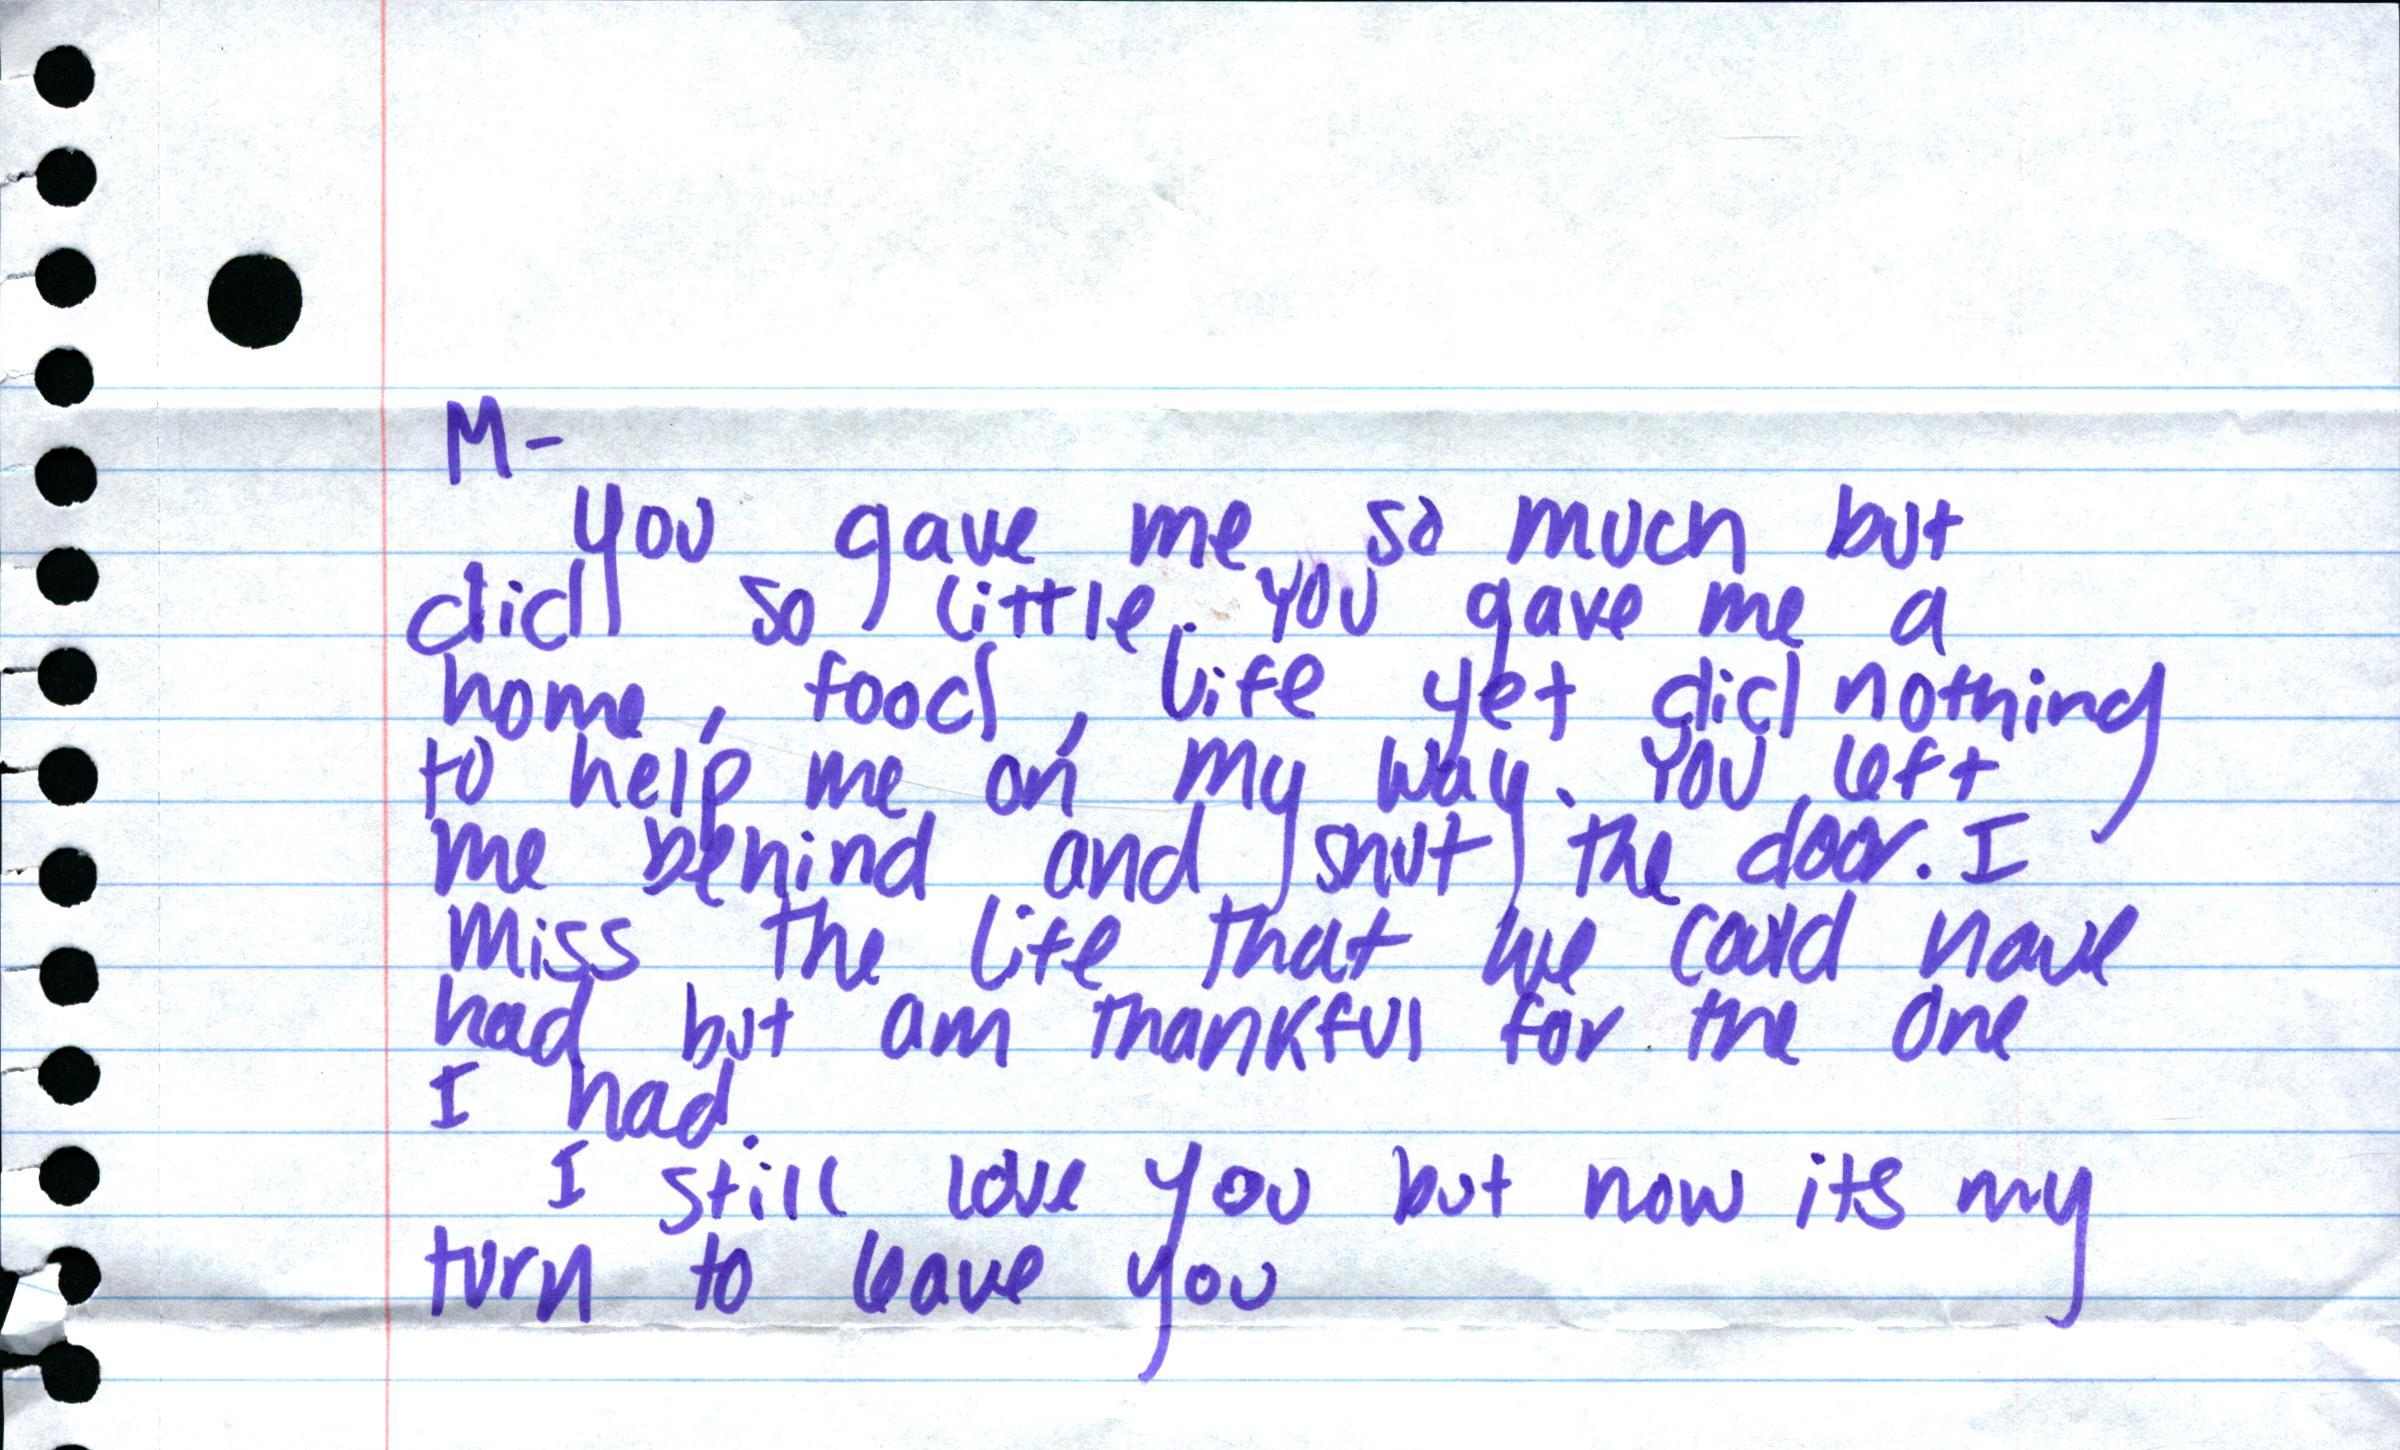 M-
you gave me so much but
did so little. You gave me a
home, food, life yet did nothing
to help me on my way. You left
me behind and shut the door. I
miss the life that we could have
had but am thankful for the one
I had.
I still love you but now its my
turn to leave you